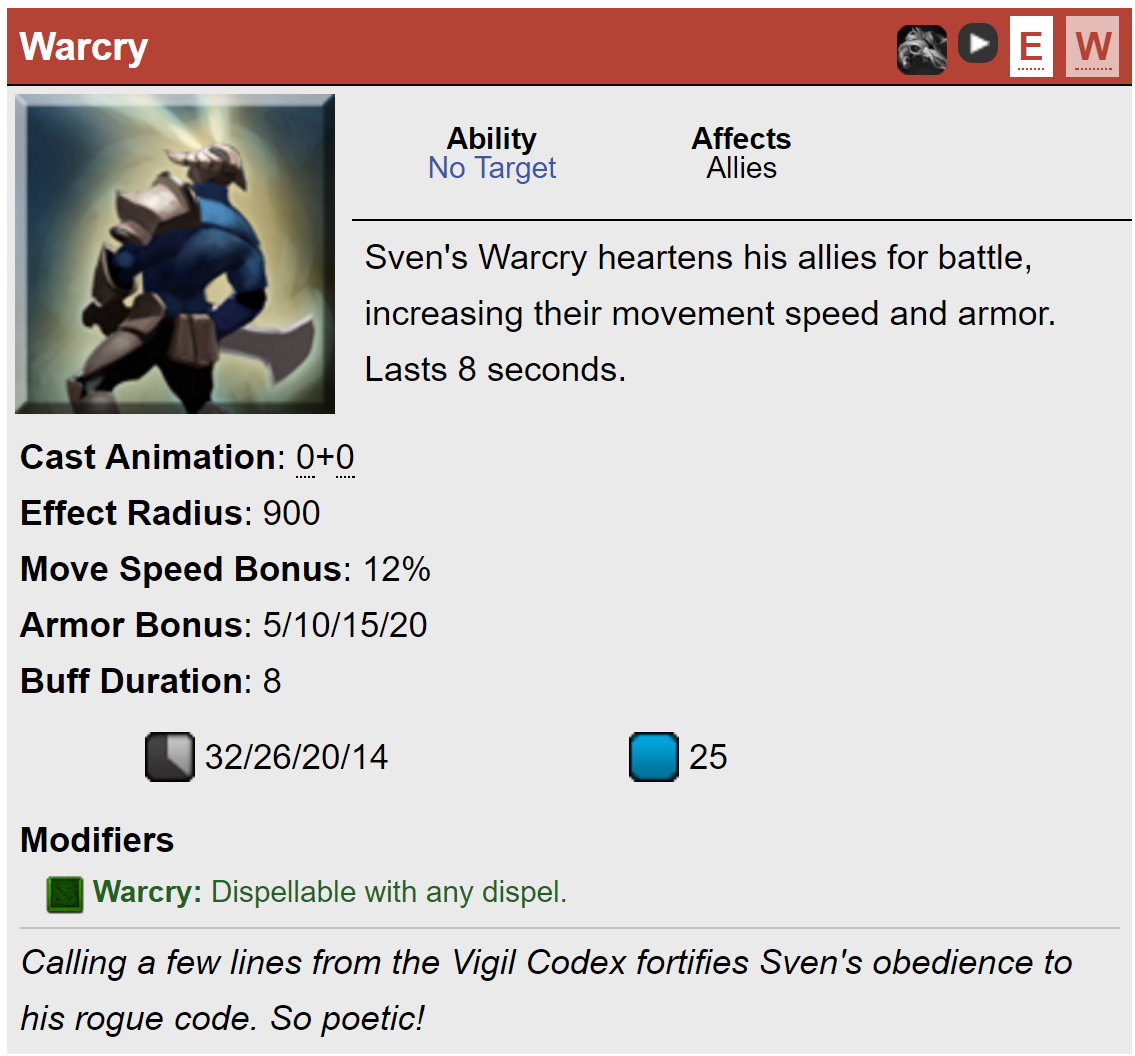 Warcry
E W
Ability
No Target
Affects
Allies
Sven's Warcry heartens his allies for battle,
increasing their movement speed and armor.
Lasts 8 seconds.
Cast Animation: 0+0
Effect Radius: 900
Move Speed Bonus: 12%
Armor Bonus: 5/10/15/20
Buff Duration: 8
32/26/20/14
25
Modifiers
Warcry: Dispellable with any dispel.
Calling a few lines from the Vigil Codex fortifies Sven's obedience to
his rogue code. So poetic!